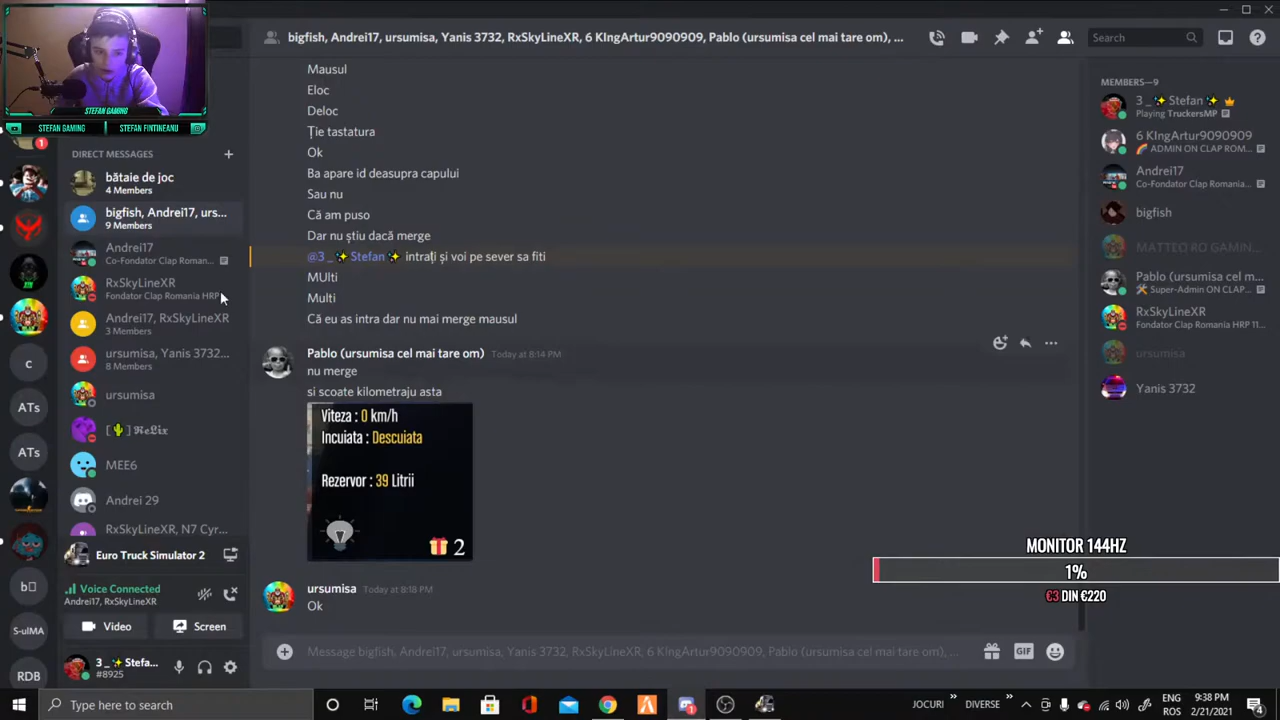 bigfish, Andrei17, ursumisa, Yanis 3732, RxSkyLineXR, 6 KIngArtur9090909, Pablo (ursumisa cel mai tare om), ...
Search
STEFAN GAMING
STEFAN GAMING
STEFAN FINTINEANU
1
DIRECT MESSAGES
bătaie de joc
4 Members
bigfish, Andrei17, urs...
9 Members
Andrei17
Co-Fondator Clap Roman...
RxSkyLineXR
Fondator Clap Romania HRP
Andrei17, RxSkyLineXR
3 Members
ursumisa, Yanis 3732...
8 Members
ursumisa
[🌵] ReLix
MEE6
Andrei 29
RxSkyLineXR, N7 Cyr...
C
ATs
ATs
S-uIMA
RDB
Euro Truck Simulator 2
Voice Connected
Andrei17, RxSkyLineXR
Video
Screen
3 _ ✨ Stefa...
#8925
Mausul
Eloc
Deloc
Ție tastatura
Ok
Ba apare id deasupra capului
Sau nu
Că am puso
Dar nu știu dacă merge
@3 _ ✨ Stefan ✨ intrați și voi pe sever sa fiti
MUlti
Multi
Că eu as intra dar nu mai merge mausul
Pablo (ursumisa cel mai tare om) Today at 8:14 PM
nu merge
si scoate kilometraju asta
Viteza : 0 km/h
Incuiata : Descuiata
Rezervor : 39 Litrii
2
ursumisa Today at 8:18 PM
Ok
Message bigfish, Andrei17, ursumisa, Yanis 3732, RxSkyLineXR, 6 KIngArtur9090909, Pablo (ursumisa cel mai tare om), ...
GIF
MEMBERS—9
3 _ ✨ Stefan ✨
Playing TruckersMP
6 KIngArtur9090909
🌈 ADMIN ON CLAP ROM...
Andrei17
Co-Fondator Clap Romania...
bigfish
MATTEO RO GAMIN...
Pablo (ursumisa cel ma...
🛠 Super-Admin ON CLAP...
RxSkyLineXR
Fondator Clap Romania HRP 11...
ursumisa
Yanis 3732
MONITOR 144HZ
1%
€3 DIN €220
Type here to search
JOCURI
DIVERSE
ENG
ROS
9:38 PM
2/21/2021
4